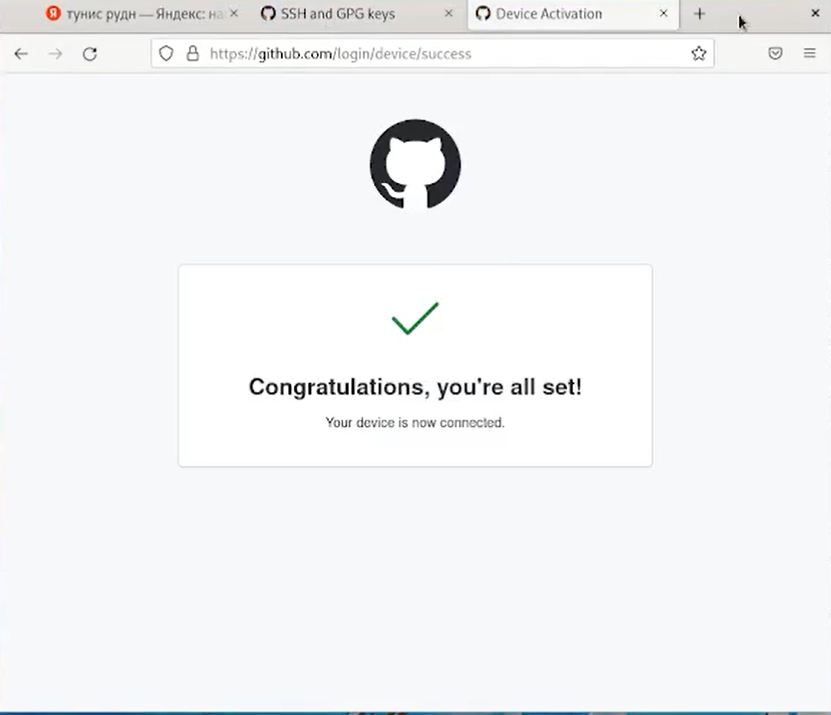 тунис рудн — Яндекс: на
SSH and GPG keys
Device Activation
https://github.com/login/device/success
Congratulations, you're all set!
Your device is now connected.